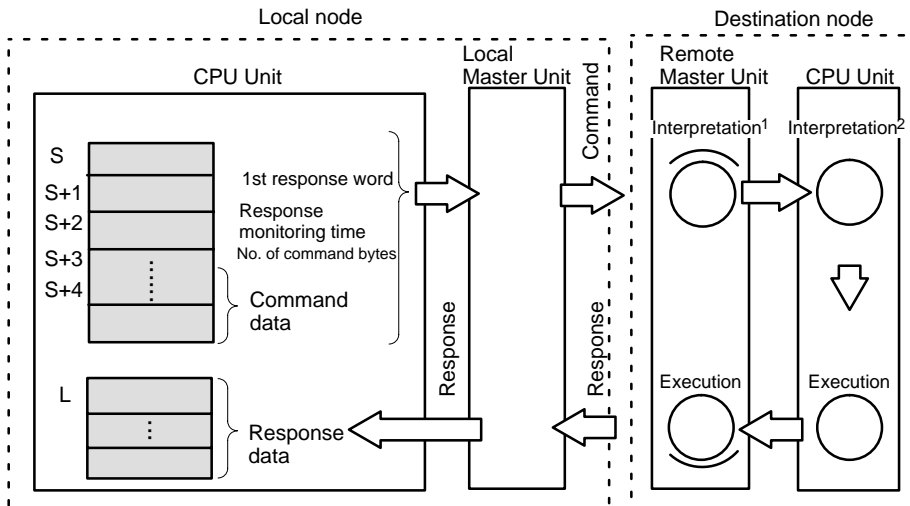 Local node
Destination node
CPU Unit
Local
Master Unit
Command
Remote
Master Unit
CPU Unit
Interpretation1
Interpretation2
S
S+1
S+2
S+3
S+4
1st response word
Response
monitoring time
No. of command bytes
Command
data
Response
Response
Execution
Execution
L
Response
data